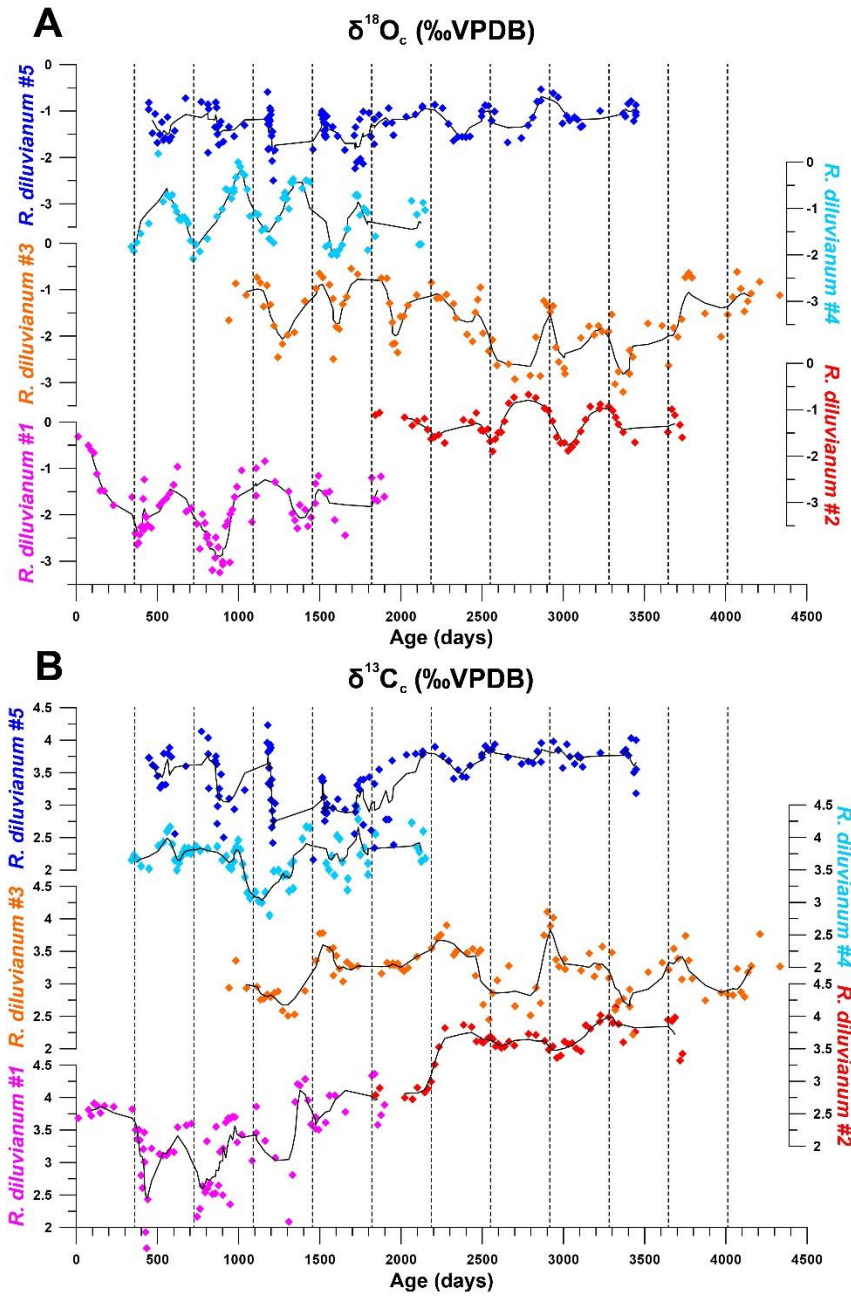 A
δ18Oc (‰VPDB)
R. diluvianum #5
0
-1
-2
-3
R. diluvianum #4
0
-1
-2
-3
R. diluvianum #3
0
-1
-2
-3
R. diluvianum #2
0
-1
-2
-3
R. diluvianum #1
0
-1
-2
-3
0 500 1000 1500 2000 2500 3000 3500 4000 4500
Age (days)
B
δ13Cc (‰VPDB)
R. diluvianum #5
4.5
4
3.5
3
2.5
2
R. diluvianum #4
4.5
4
3.5
3
2.5
2
R. diluvianum #3
4.5
4
3.5
3
2.5
2
R. diluvianum #2
4.5
4
3.5
3
2.5
2
R. diluvianum #1
4.5
4
3.5
3
2.5
2
0 500 1000 1500 2000 2500 3000 3500 4000 4500
Age (days)